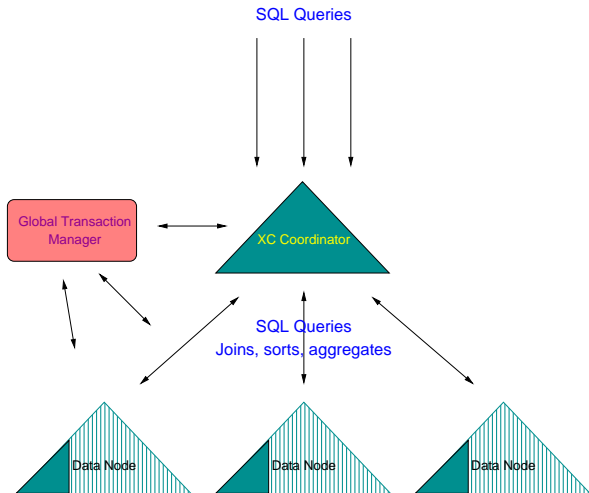 SQL Queries
Global Transaction
Manager
XC Coordinator
SQL Queries
Joins, sorts, aggregates
Data Node
Data Node
Data Node